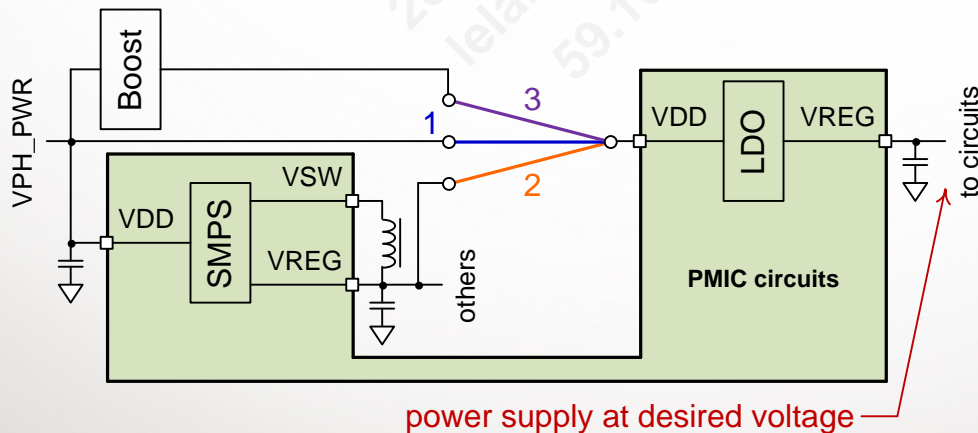 Boost
VPH_PWR
1
3
2
VDD
LDO
VREG
to circuits
VSW
VDD
SMPS
VREG
others
PMIC circuits
power supply at desired voltage